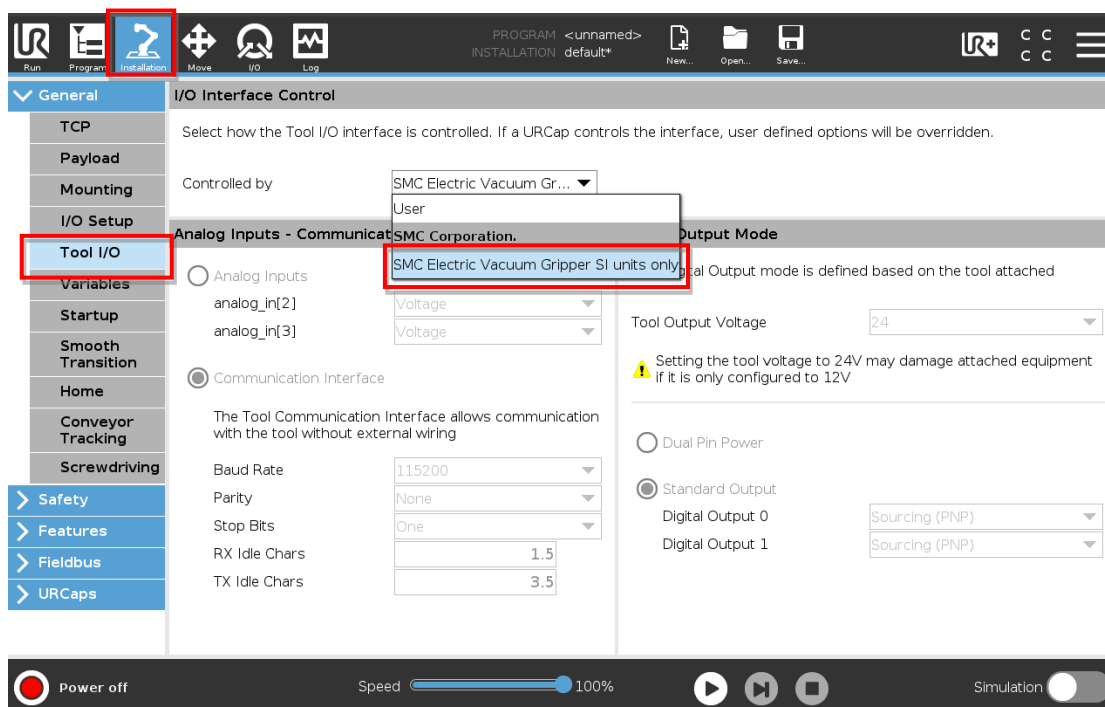 UR
Run
Program
Installation
Move
I/O
Log
PROGRAM <unnamed>
INSTALLATION default*
New...
Open...
Save...
UR+
C C
C C
General
TCP
Payload
Mounting
I/O Setup
Tool I/O
Variables
Startup
Smooth
Transition
Home
Conveyor
Tracking
Screwdriving
Safety
Features
Fieldbus
URCaps
I/O Interface Control
Select how the Tool I/O interface is controlled. If a URCap controls the interface, user defined options will be overridden.
Controlled by
SMC Electric Vacuum Gr...
User
SMC Corporation.
SMC Electric Vacuum Gripper SI units only
Analog Inputs - Communicat
Analog Inputs
analog_in[2] Voltage
analog_in[3] Voltage
Communication Interface
The Tool Communication Interface allows communication
with the tool without external wiring
Baud Rate 115200
Parity None
Stop Bits One
RX Idle Chars 1.5
TX Idle Chars 3.5
Output Mode
Digital Output mode is defined based on the tool attached
Tool Output Voltage 24
Setting the tool voltage to 24V may damage attached equipment
if it is only configured to 12V
Dual Pin Power
Standard Output
Digital Output 0 Sourcing (PNP)
Digital Output 1 Sourcing (PNP)
Power off
Speed 100%
Simulation